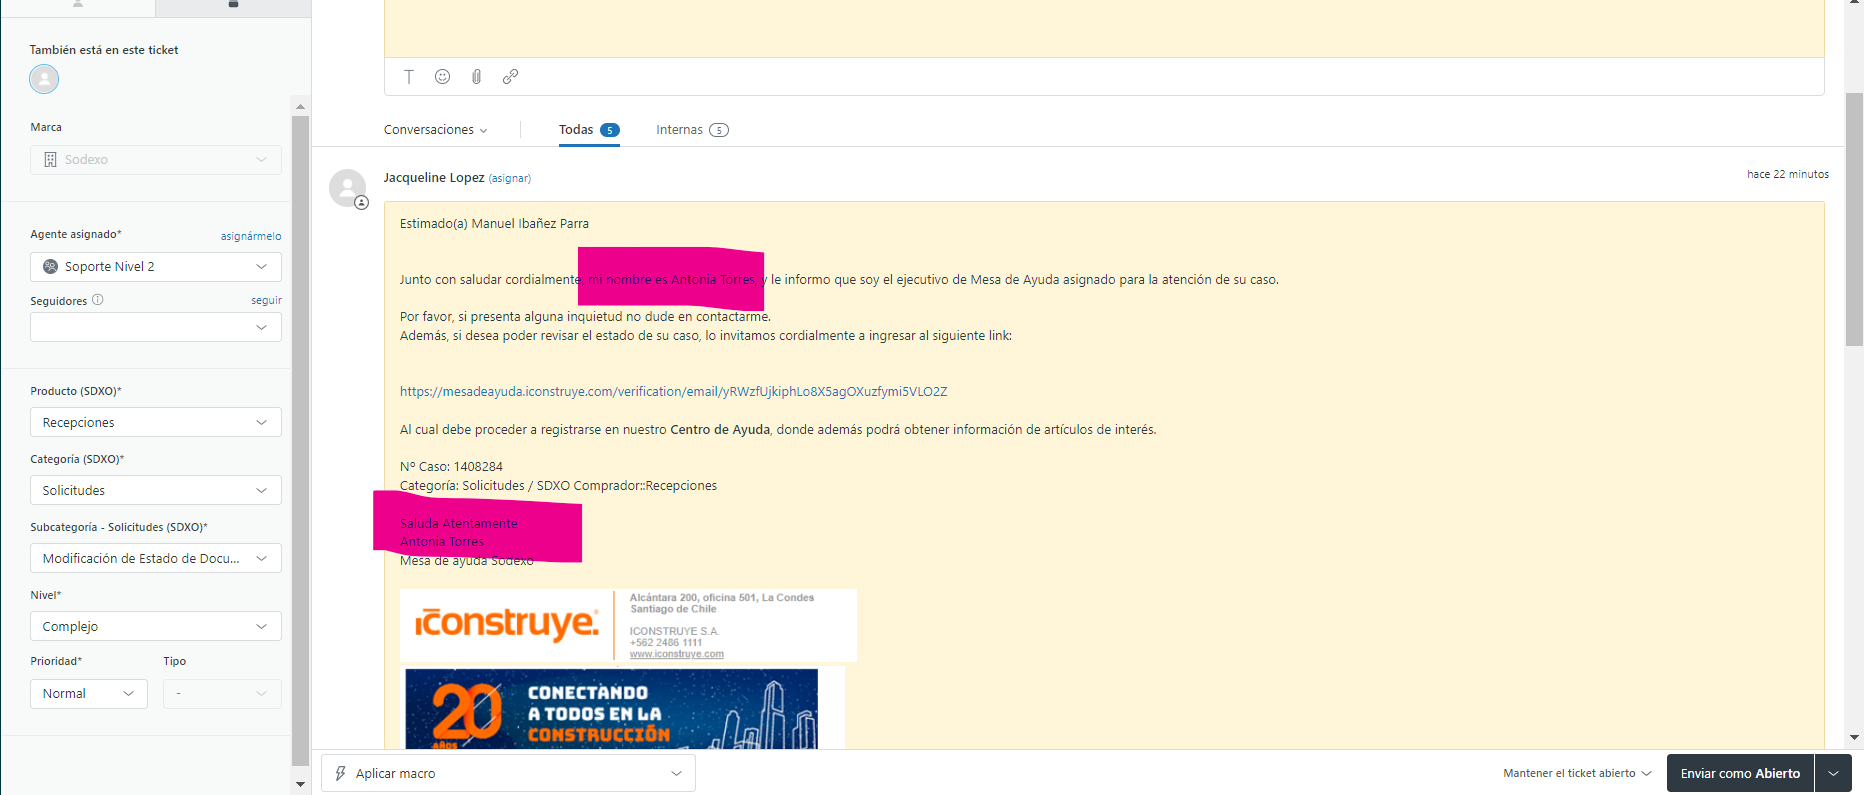 También está en este ticket
Marca
Sodexo
Agente asignado*
asignármelo
Soporte Nivel 2
Seguidores
seguir
Producto (SDXO)*
Recepciones
Categoría (SDXO)*
Solicitudes
Subcategoría - Solicitudes (SDXO)*
Modificación de Estado de Docu...
Nivel*
Complejo
Prioridad*
Tipo
Normal
-
Conversaciones
Todas 5
Internas 5
Jacqueline Lopez (asignar)
hace 22 minutos
Estimado(a) Manuel Ibañez Parra
Junto con saludar cordialmente, mi nombre es Antonia Torres, y le informo que soy el ejecutivo de Mesa de Ayuda asignado para la atención de su caso.
Por favor, si presenta alguna inquietud no dude en contactarme.
Además, si desea poder revisar el estado de su caso, lo invitamos cordialmente a ingresar al siguiente link:
https://mesadeayuda.iconstruye.com/verification/email/yRWzfUjkiphLo8X5agOXuzfymi5VLO2Z
Al cual debe proceder a registrarse en nuestro Centro de Ayuda, donde además podrá obtener información de artículos de interés.
Nº Caso: 1408284
Categoría: Solicitudes / SDXO Comprador::Recepciones
Saluda Atentamente
Antonia Torres
Mesa de ayuda Sodexo
iconstruye.
Alcántara 200, oficina 501, La Condes
Santiago de Chile
ICONSTRUYE S.A.
+562 2486 1111
www.iconstruye.com
20
AÑOS
CONECTANDO
A TODOS EN LA
CONSTRUCCIÓN
Aplicar macro
Mantener el ticket abierto
Enviar como Abierto